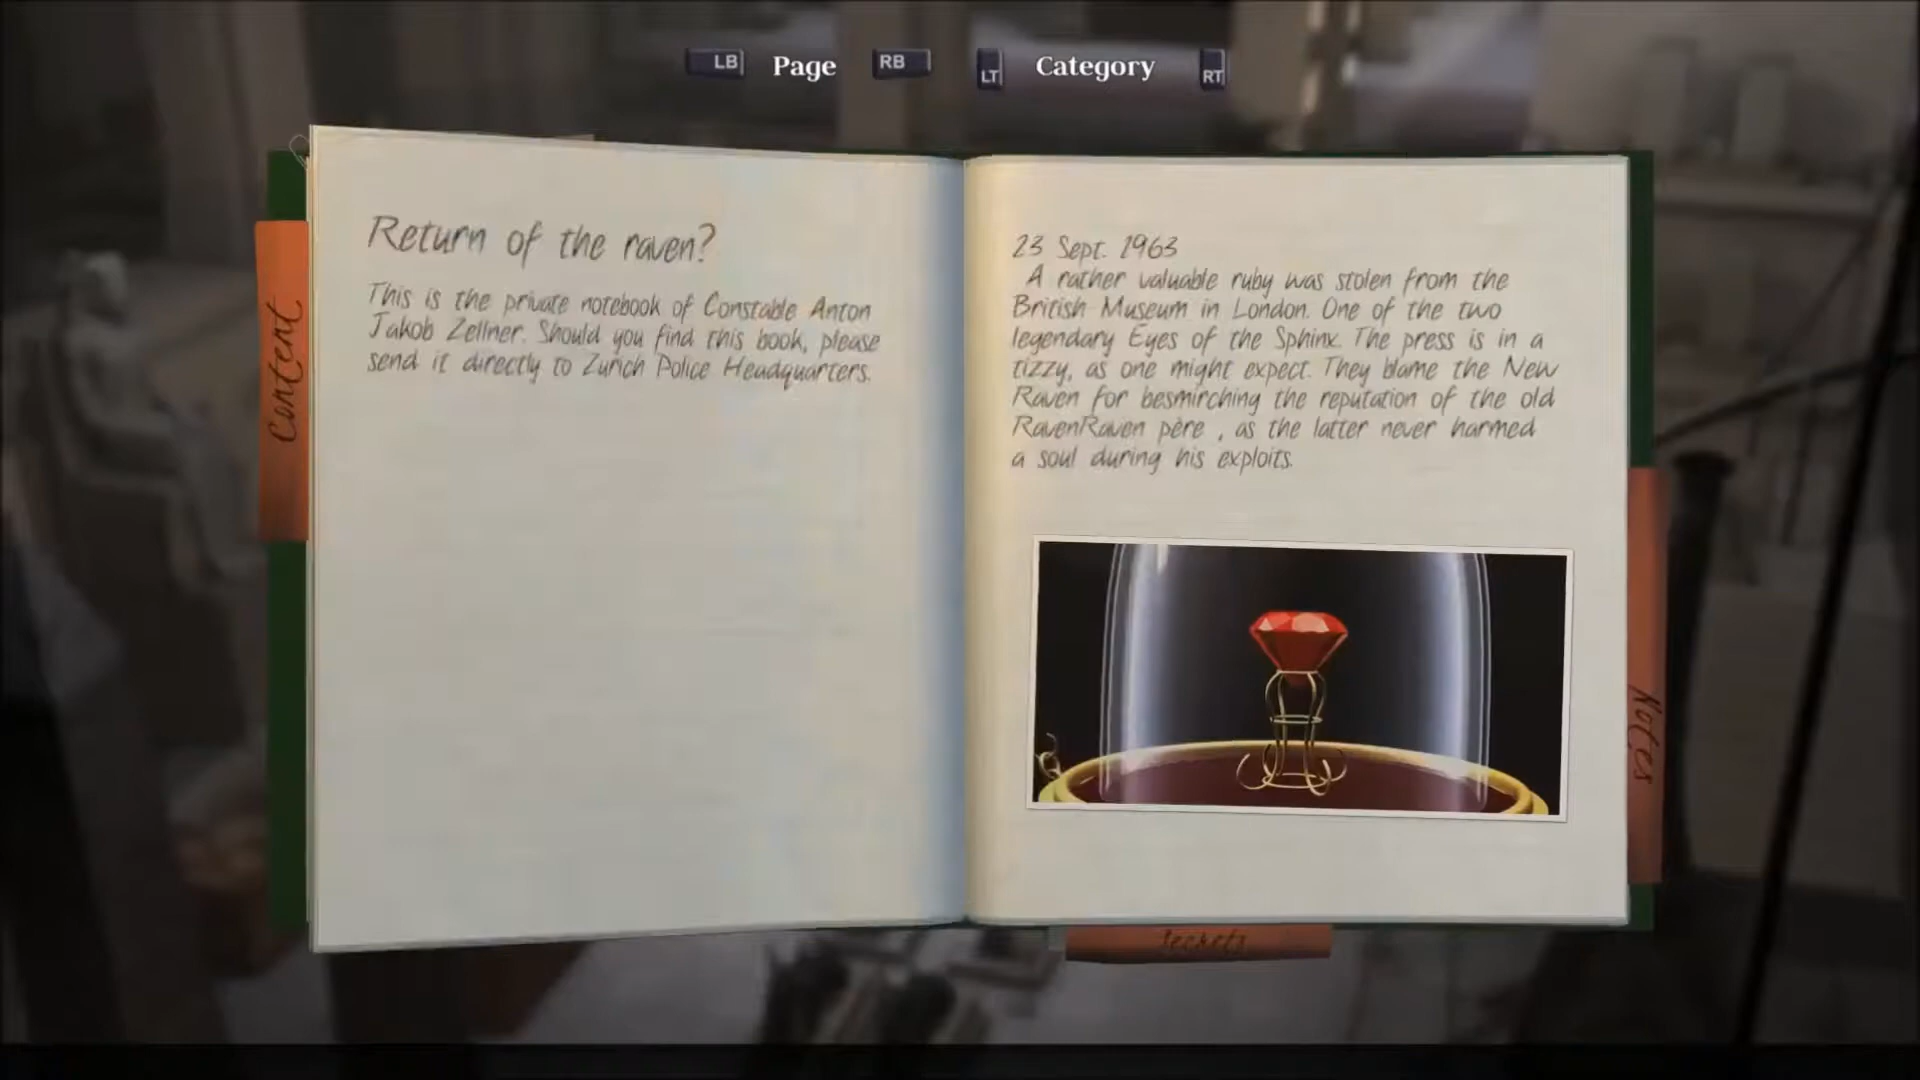 LB Page RB LT Category RT
Content
Return of the raven?
This is the private notebook of Constable Anton
Jakob Zellner. Should you find this book, please
send it directly to Zurich Police Headquarters.
23 Sept. 1963
A rather valuable ruby was stolen from the
British Museum in London. One of the two
legendary Eyes of the Sphinx. The press is in a
tizzy, as one might expect. They blame the New
Raven for besmirching the reputation of the old
RavenRaven père , as the latter never harmed
a soul during his exploits.
Notes
Secrets